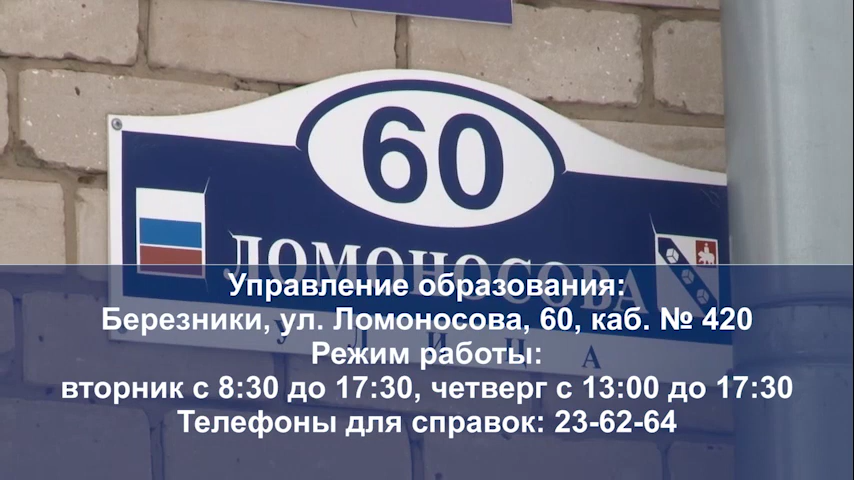 60
ЛОМОНОСОВА
УЛИЦА
Управление образования:
Березники, ул. Ломоносова, 60, каб. № 420
Режим работы:
вторник с 8:30 до 17:30, четверг с 13:00 до 17:30
Телефоны для справок: 23-62-64